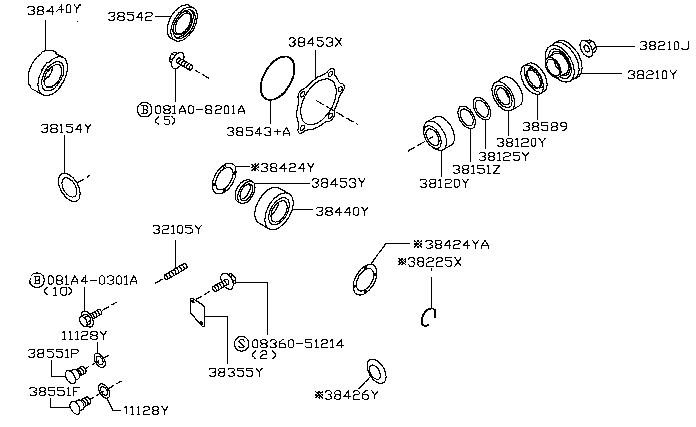 38440Y
38542
38453X
38210J
38210Y
Ⓑ081A0-8201A
(5)
38543+A
38154Y
38589
38120Y
38125Y
38151Z
38120Y
※38424Y
38453Y
38440Y
32105Y
※38424YA
※38225X
Ⓑ081A4-0301A
(10)
11128Y
38551P
38551F
11128Y
Ⓢ08360-51214
(2)
38355Y
※38426Y